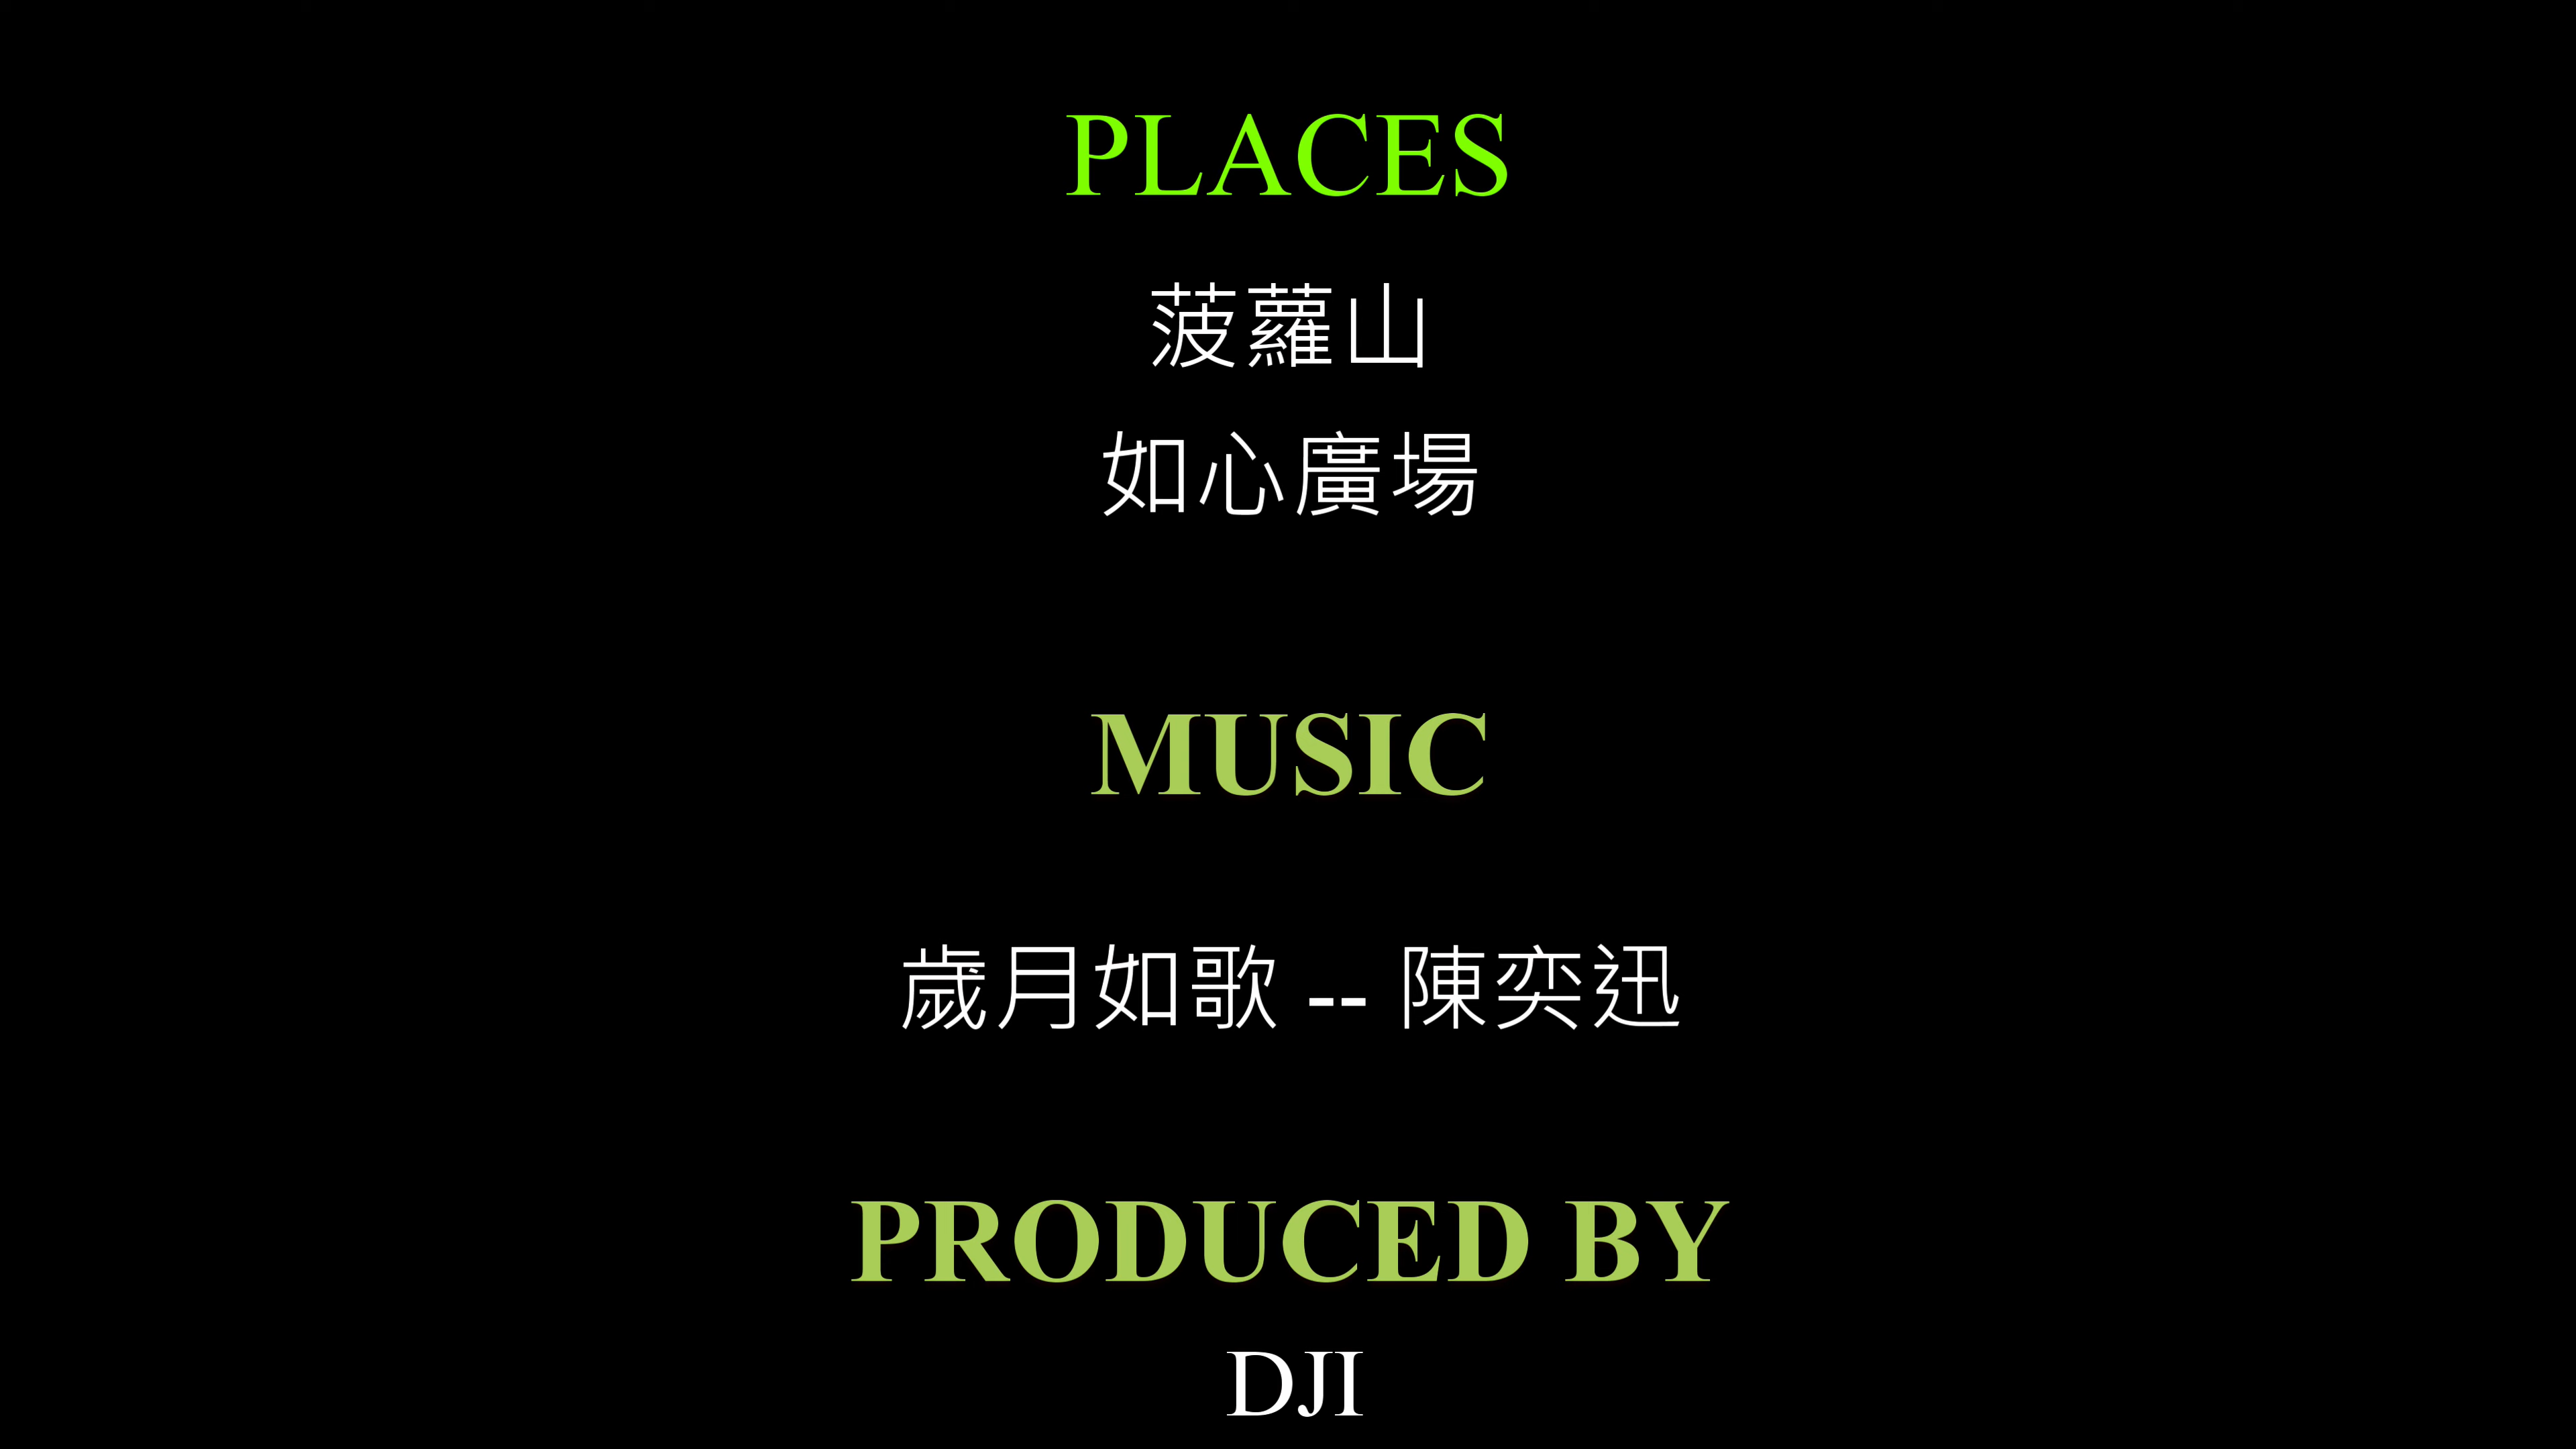 PLACES
菠蘿山
如心廣場
MUSIC
歲月如歌 -- 陳奕迅
PRODUCED BY
DJI